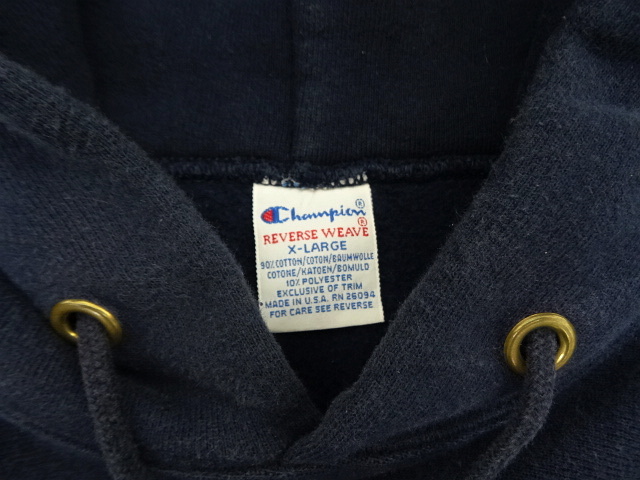 Champion®
REVERSE WEAVE®
X-LARGE
90% COTTON/COTON/BAUMWOLLE
COTONE/KATOEN/BOMULD
10% POLYESTER
EXCLUSIVE OF TRIM
*MADE IN U.S.A. RN 26094
FOR CARE SEE REVERSE